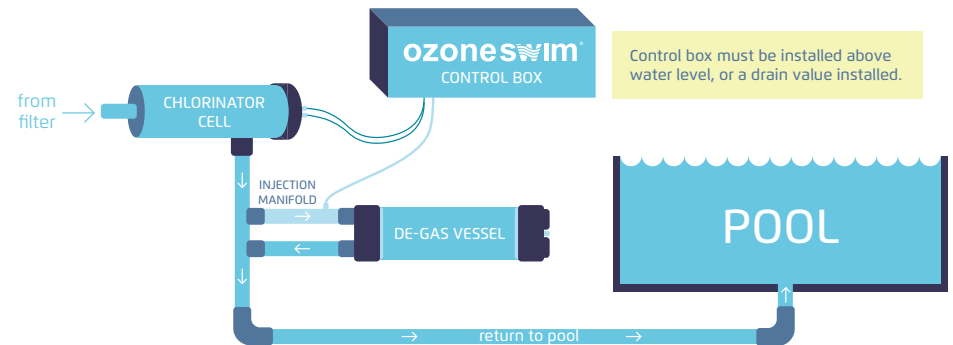 ozoneswim®
CONTROL BOX
Control box must be installed above
water level, or a drain value installed.
from
filter
CHLORINATOR
CELL
INJECTION
MANIFOLD
DE-GAS VESSEL
POOL
return to pool